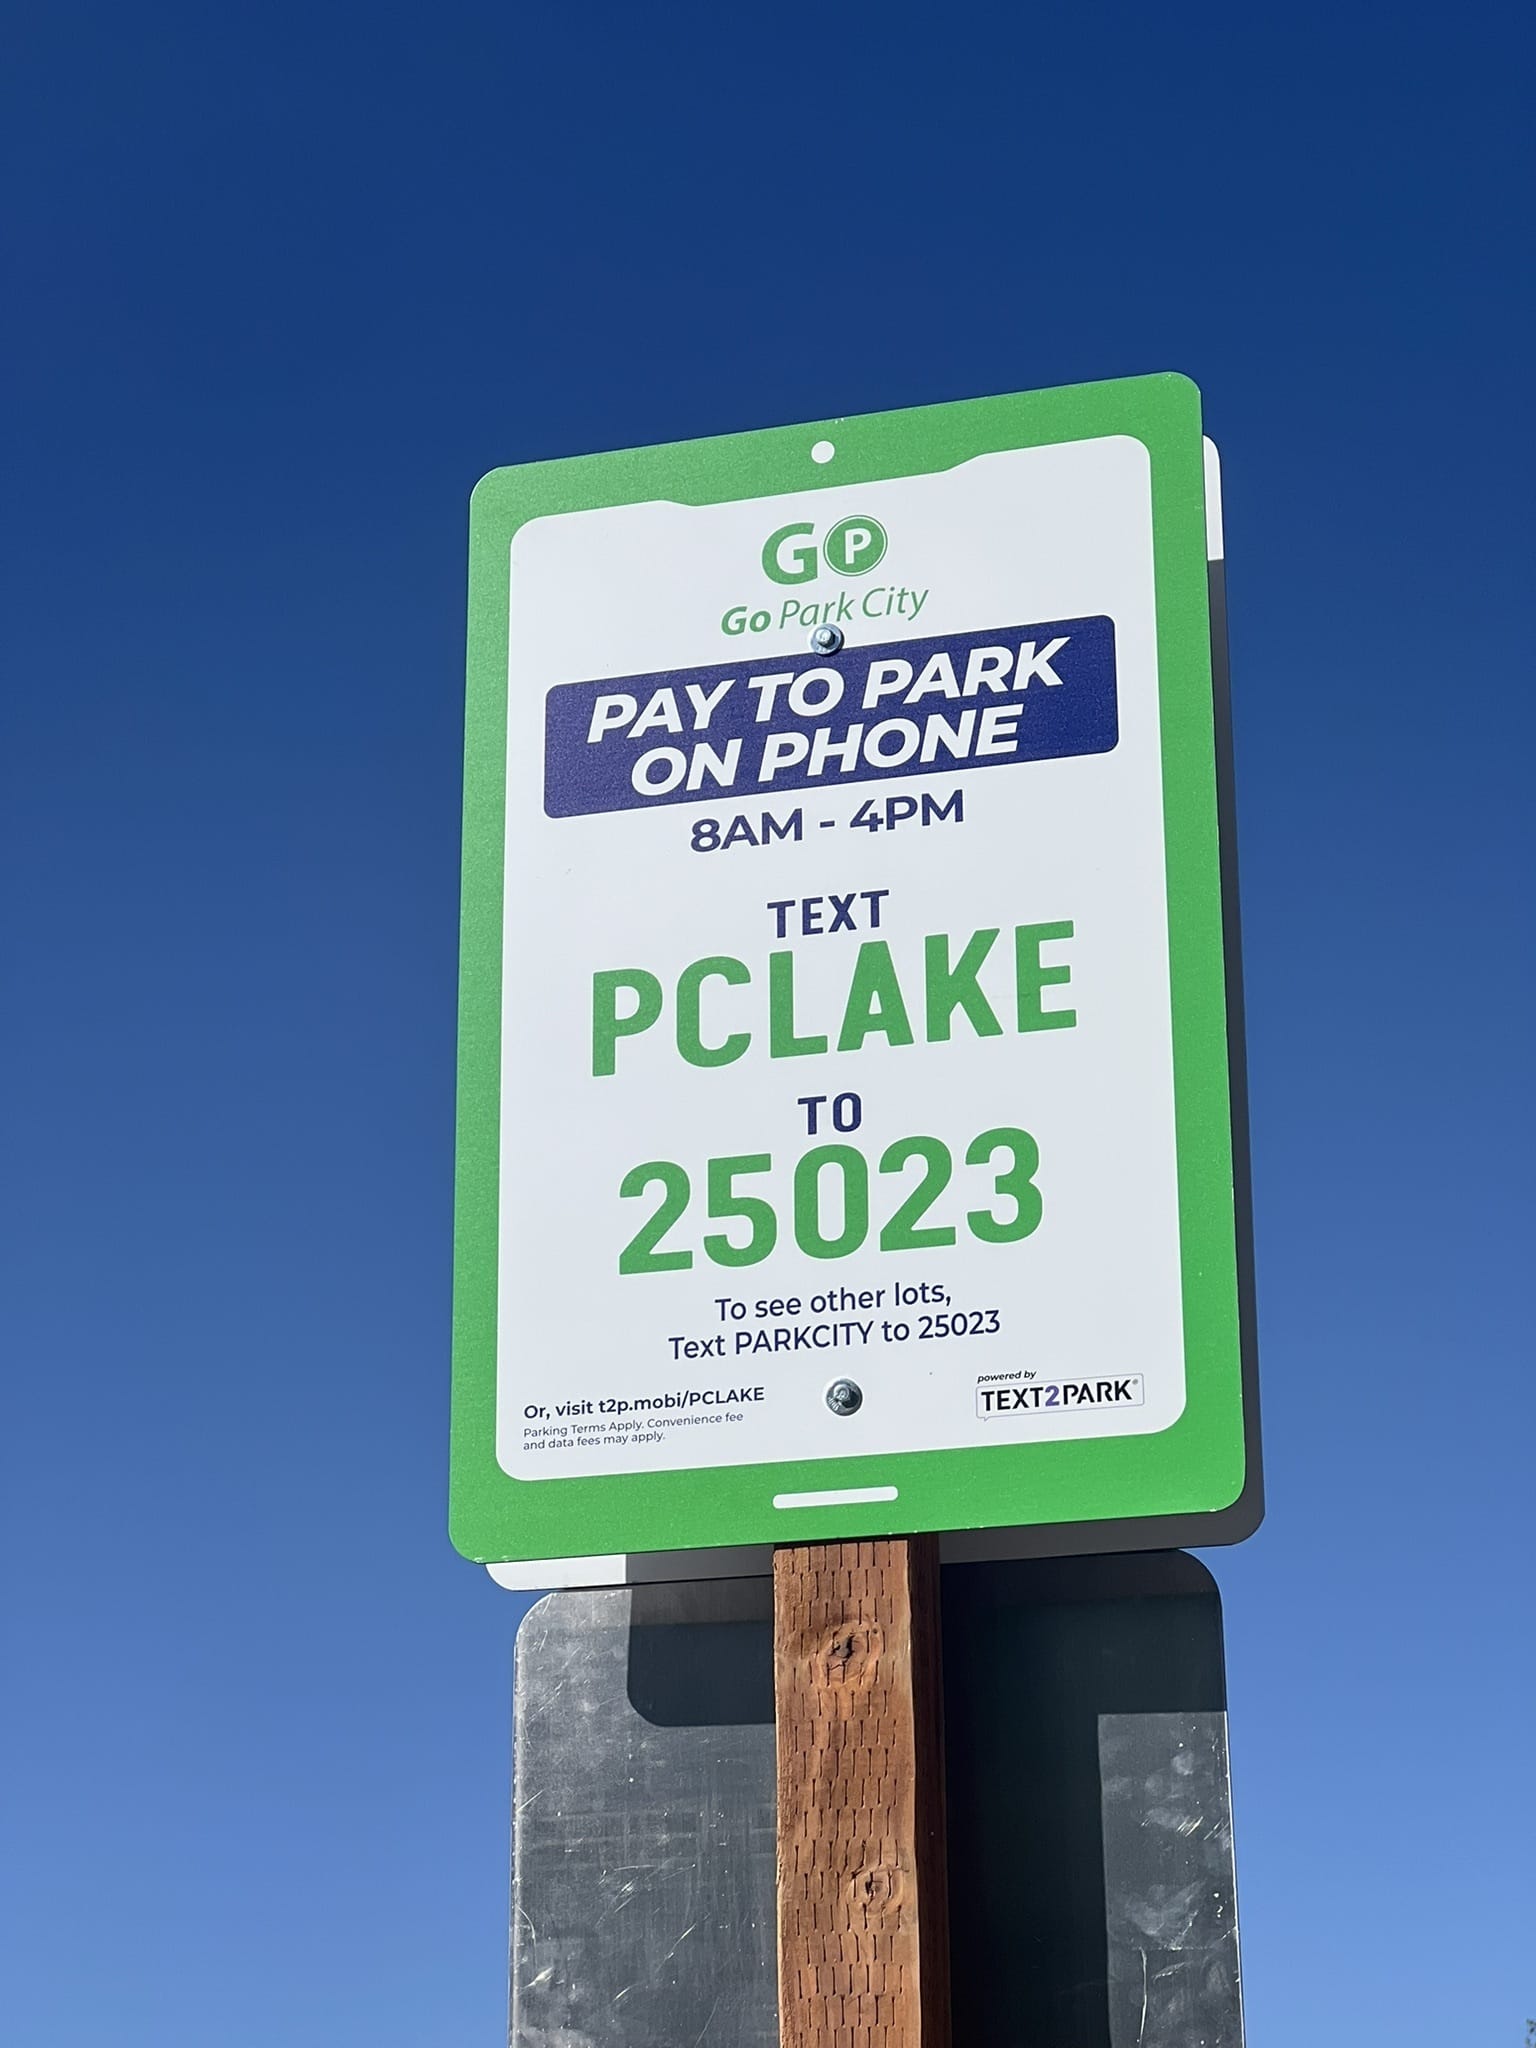 GP
Go Park City
PAY TO PARK
ON PHONE
8AM - 4PM
TEXT
PCLAKE
TO
25023
To see other lots,
Text PARKCITY to 25023
Or, visit t2p.mobi/PCLAKE
Parking Terms Apply. Convenience fee
and data fees may apply.
powered by
TEXT2PARK®